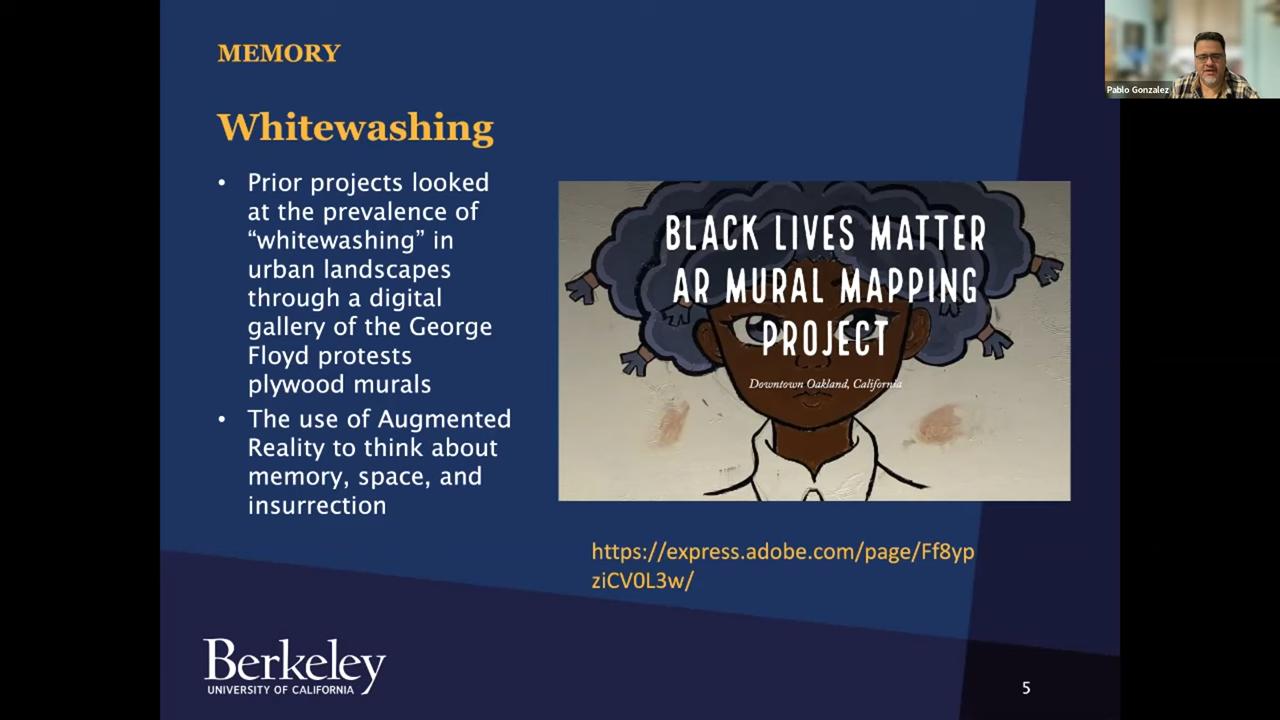 MEMORY
Whitewashing
• Prior projects looked
at the prevalence of
“whitewashing” in
urban landscapes
through a digital
gallery of the George
Floyd protests
plywood murals
• The use of Augmented
Reality to think about
memory, space, and
insurrection
BLACK LIVES MATTER
AR MURAL MAPPING
PROJECT
Downtown Oakland, California
https://express.adobe.com/page/Ff8yp
ziCV0L3w/
Berkeley
UNIVERSITY OF CALIFORNIA
5
Pablo Gonzalez